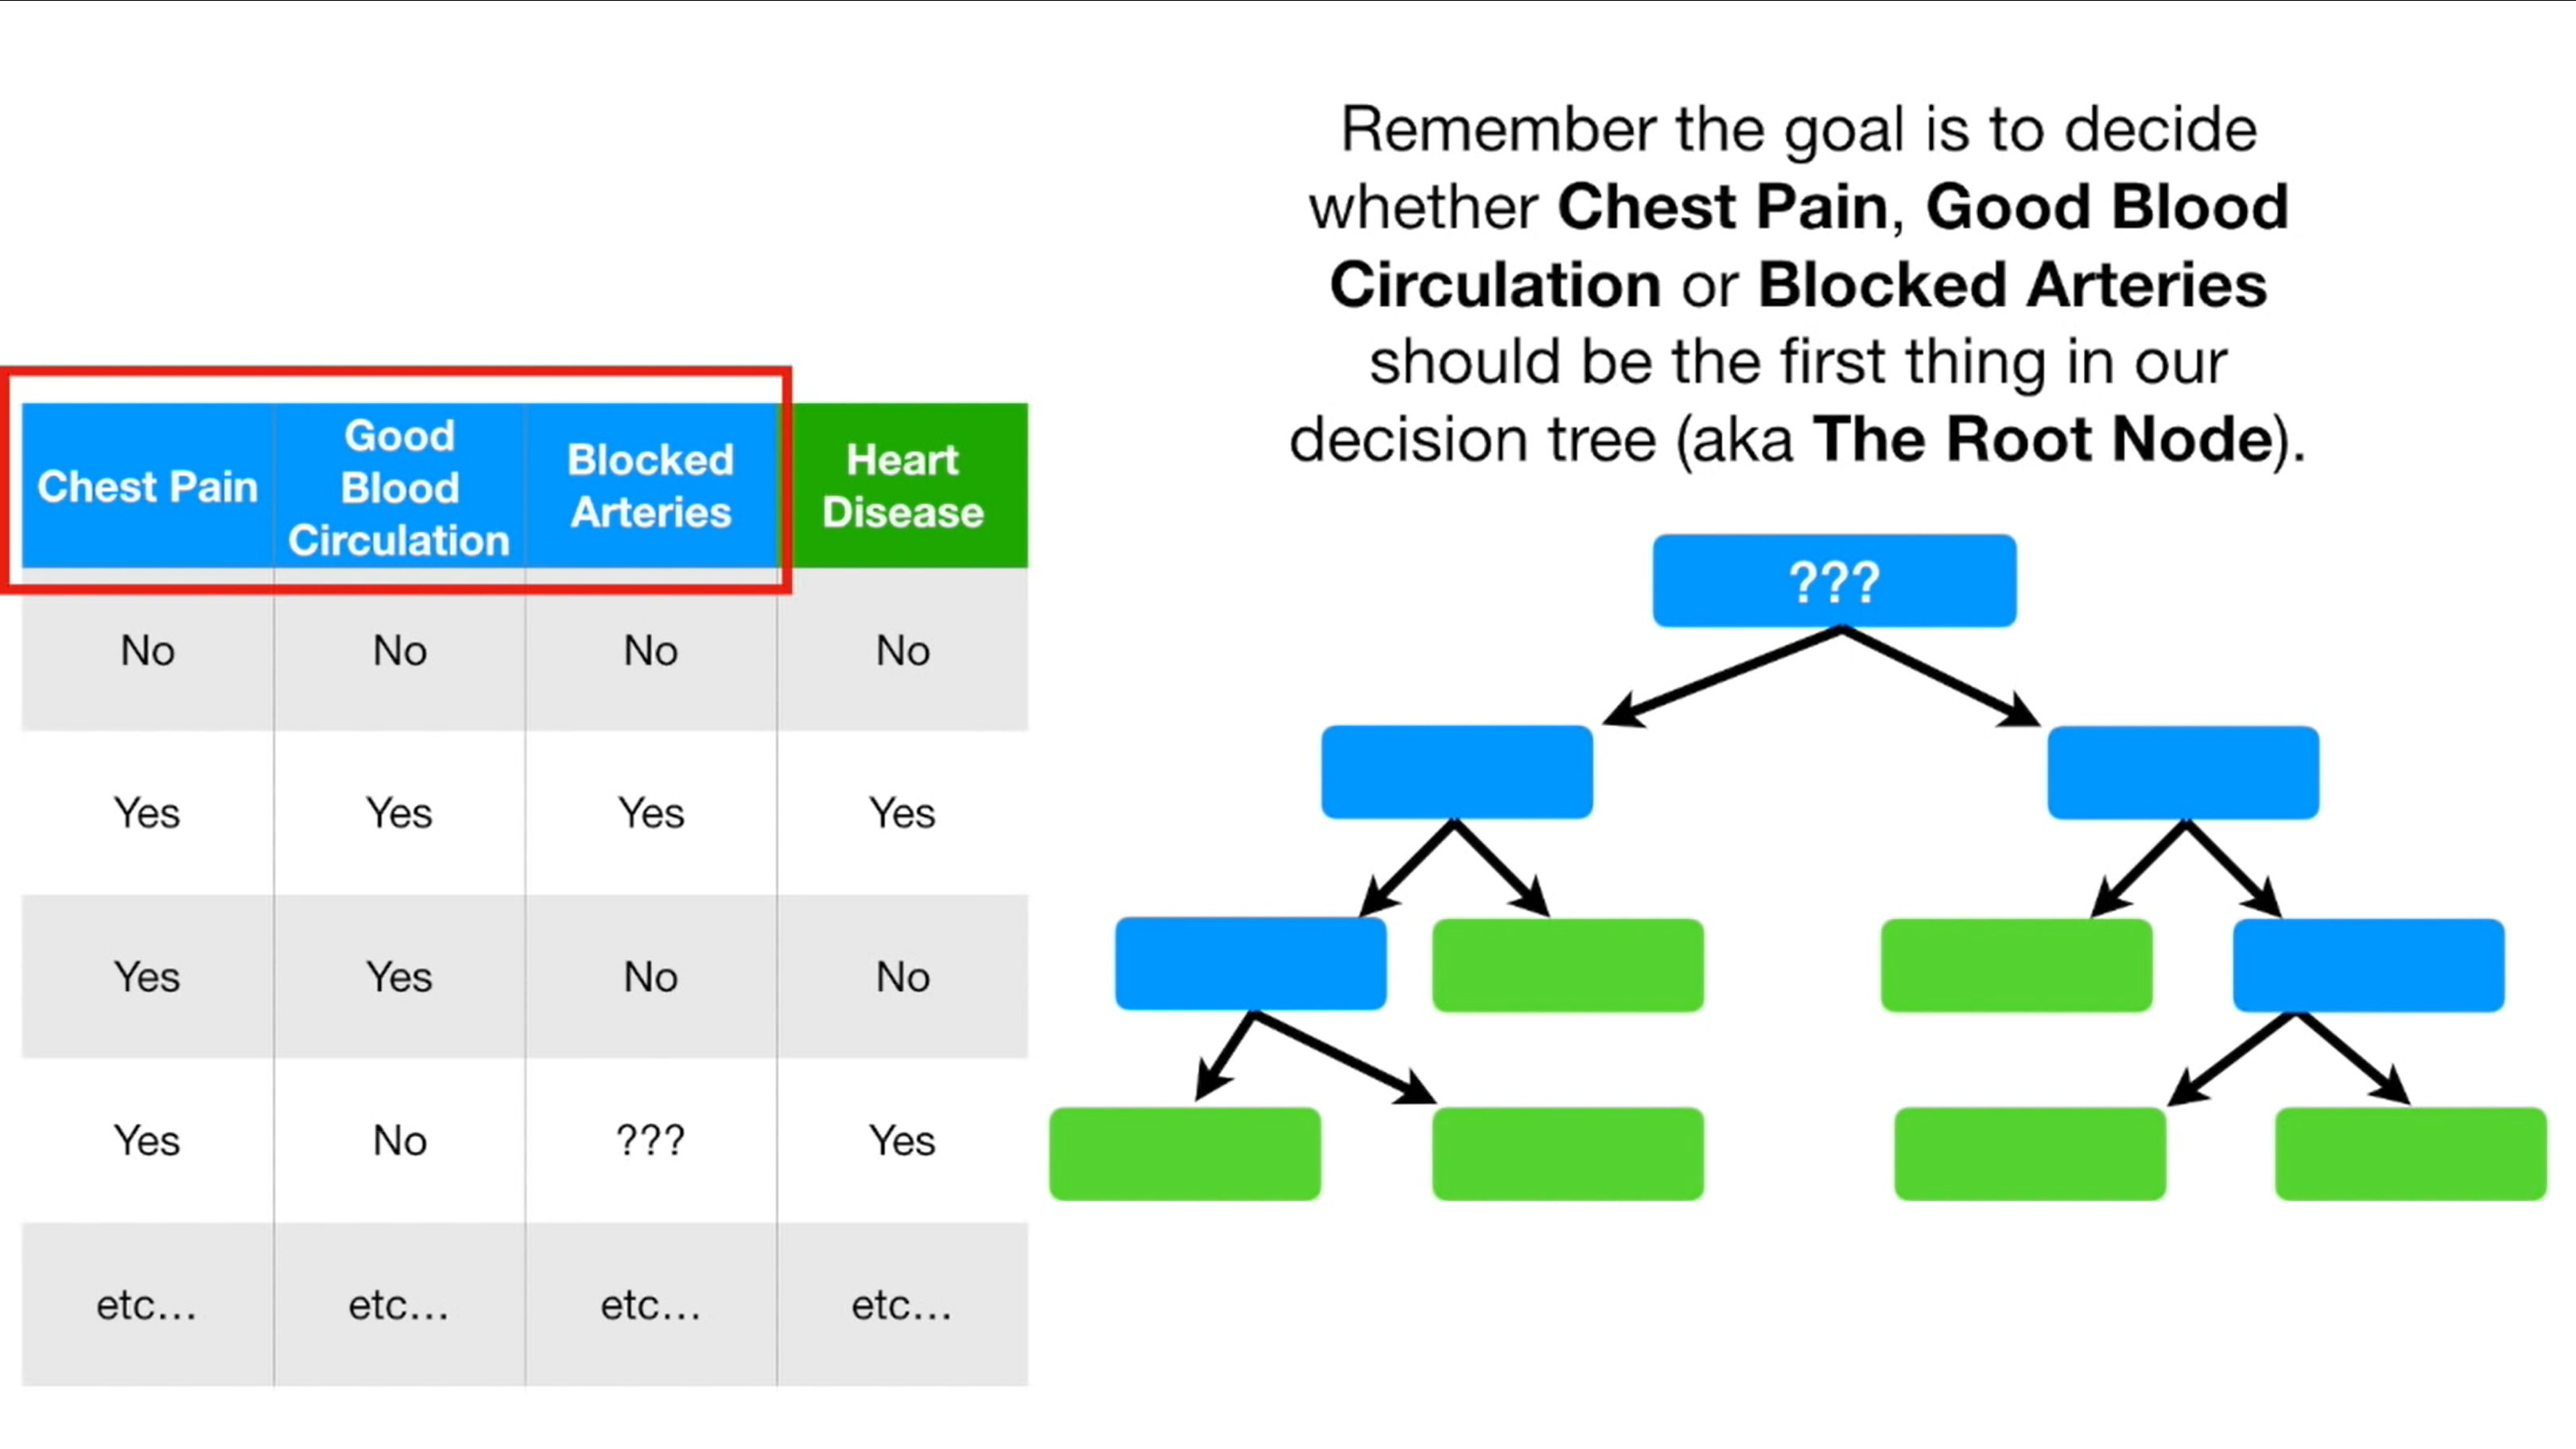 Remember the goal is to decide
whether Chest Pain, Good Blood
Circulation or Blocked Arteries
should be the first thing in our
decision tree (aka The Root Node).
Chest Pain
Good
Blood
Circulation
Blocked
Arteries
Heart
Disease
No No No No
Yes Yes Yes Yes
Yes Yes No No
Yes No ??? Yes
etc… etc… etc… etc…
???